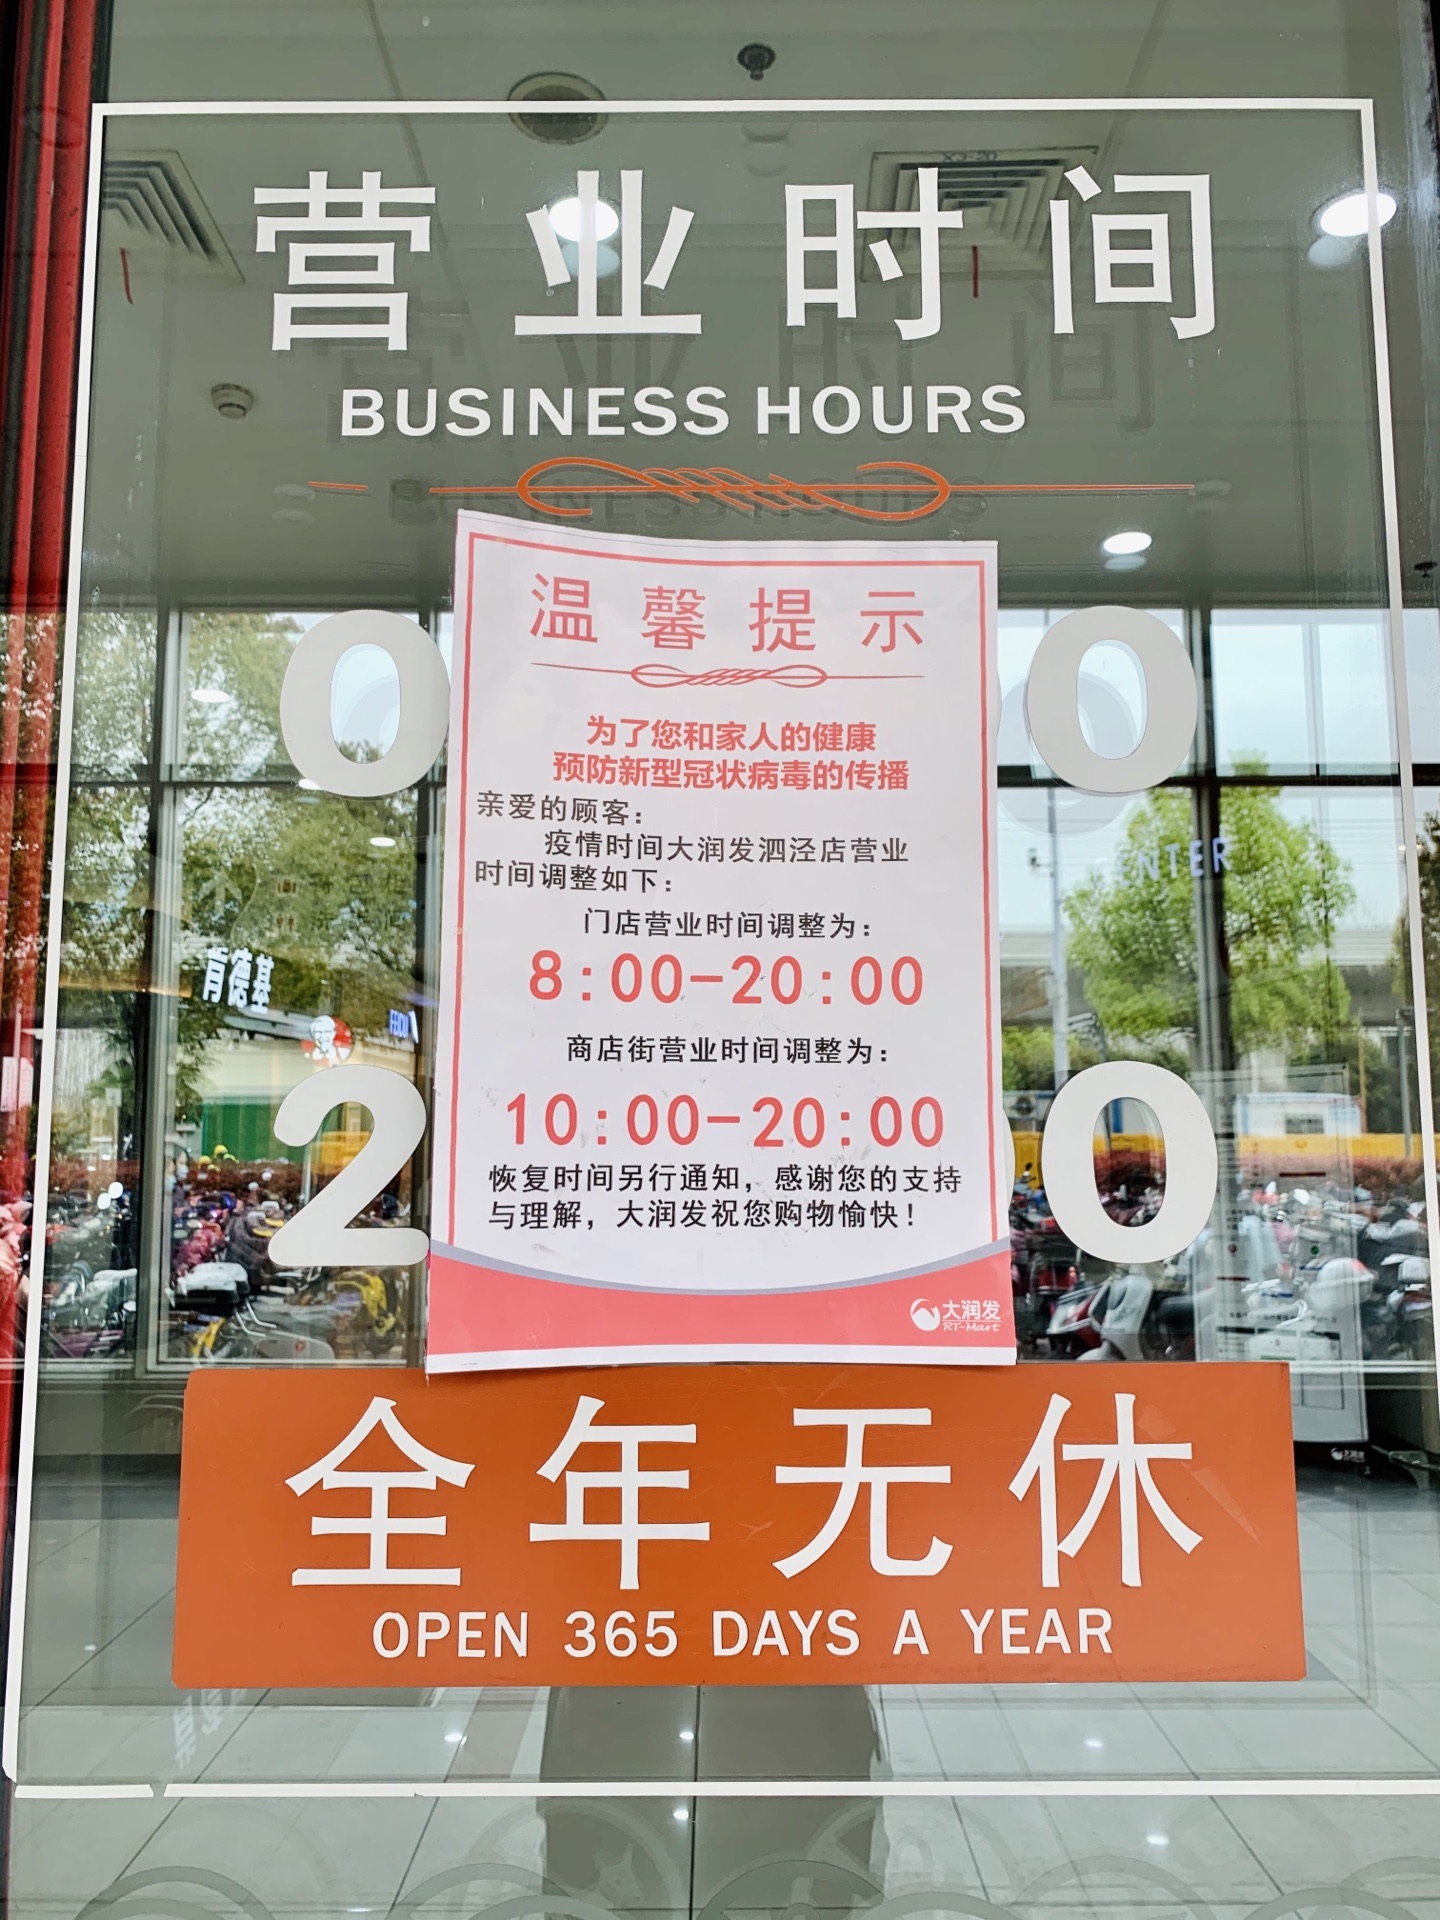 营业时间
BUSINESS HOURS
温馨提示
为了您和家人的健康
预防新型冠状病毒的传播
亲爱的顾客：
疫情时间大润发泗泾店营业
时间调整如下：
门店营业时间调整为：
8:00-20:00
商店街营业时间调整为：
10:00-20:00
恢复时间另行通知，感谢您的支持
与理解，大润发祝您购物愉快！
大润发
RT-Mart
肯德基
全年无休
OPEN 365 DAYS A YEAR